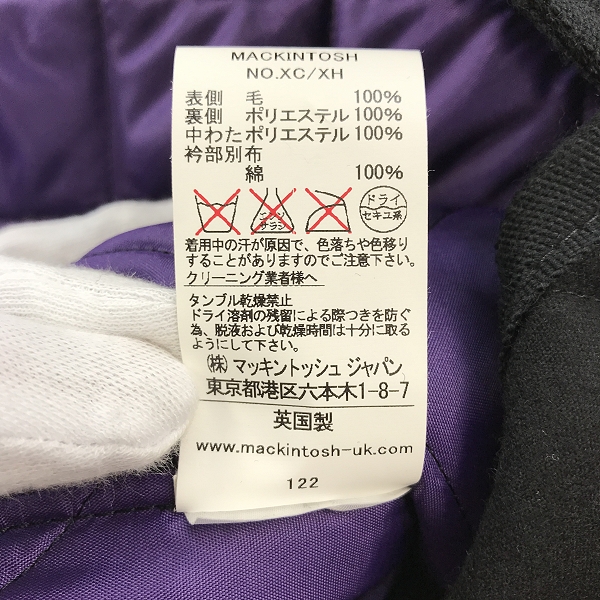 MACKINTOSH
NO.XC/XH
表側 毛 100%
裏側 ポリエステル 100%
中わた ポリエステル 100%
衿部別布
綿 100%
エンソ サラシ
ドライ
セキユ系
着用中の汗が原因で、色落ちや色移り
することがありますのでご注意下さい。
クリーニング業者様へ
タンブル乾燥禁止
ドライ溶剤の残留による際つきを防ぐ
為、脱液および乾燥時間は十分に取る
ようにして下さい。
㈱ マッキントッシュ ジャパン
東京都港区六本木1-8-7
英国製
www.mackintosh-uk.com
122